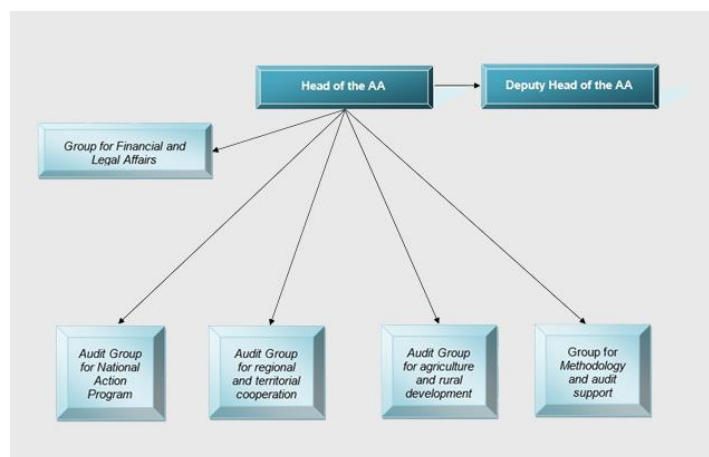 Head of the AA
Deputy Head of the AA
Group for Financial and
Legal Affairs
Audit Group
for National
Action
Program
Audit Group
for regional
and territorial
cooperation
Audit Group
for agriculture
and rural
development
Group for
Methodology
and audit
support